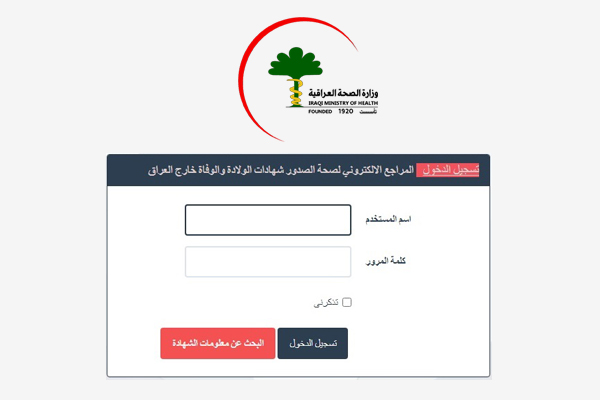 وزارة الصحة العراقية
IRAQI MINISTRY OF HEALTH
FOUNDED 1920 تأسست
تسجيل الدخول المراجع الالكتروني لصحة الصدور شهادات الولادة والوفاة خارج العراق
اسم المستخدم
كلمة المرور
تذكرني
تسجيل الدخول البحث عن معلومات الشهادة